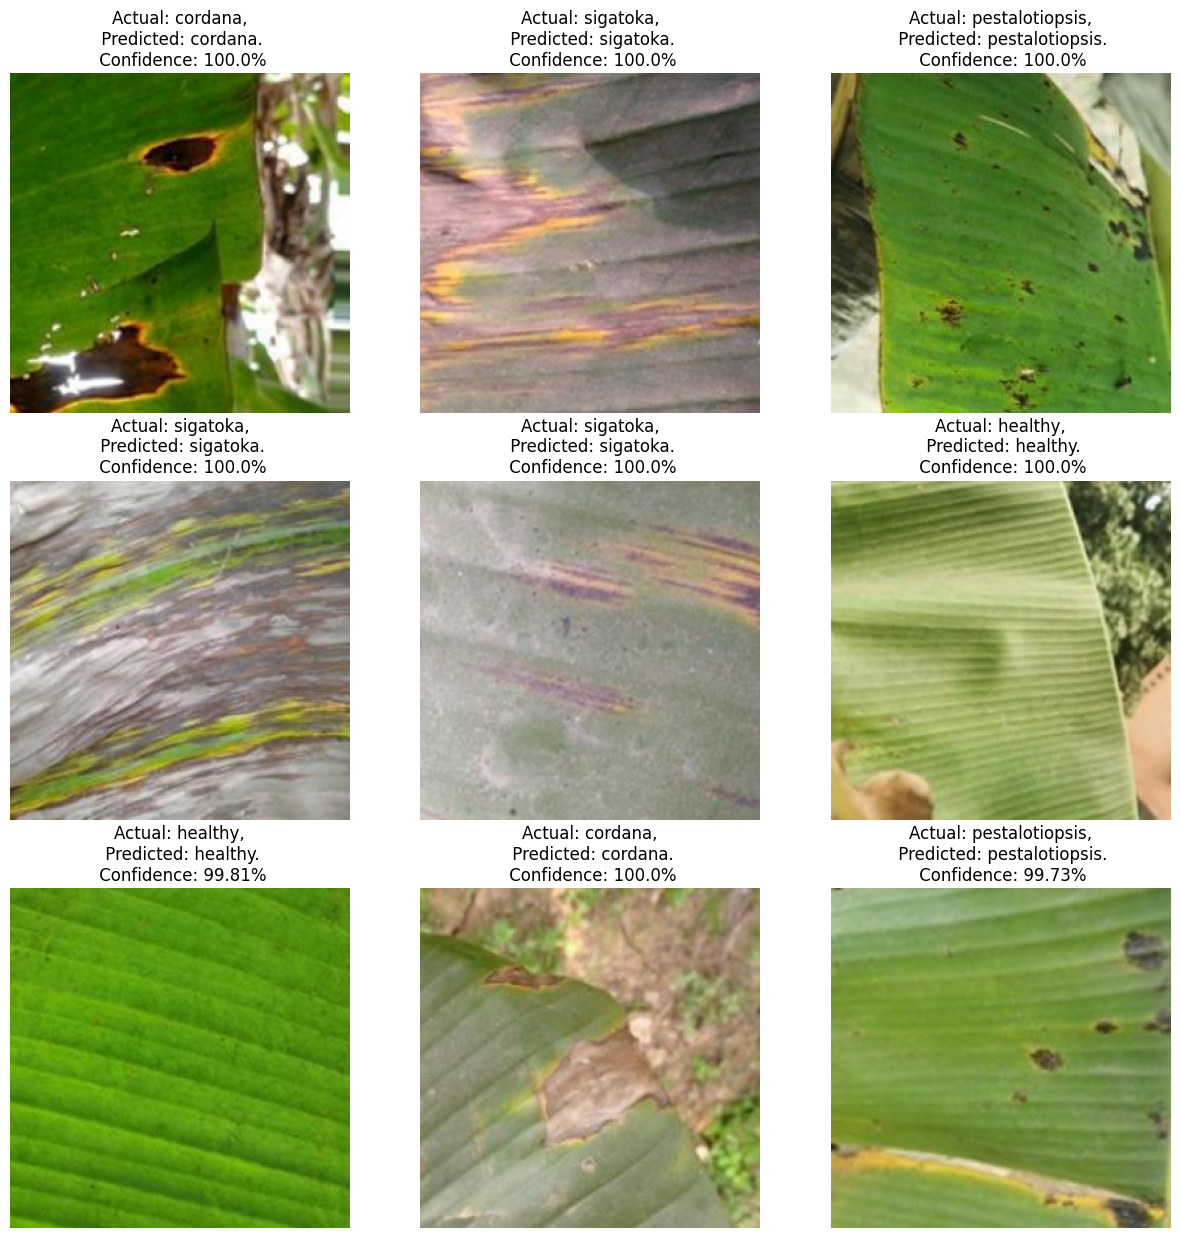 Actual: cordana,
Predicted: cordana.
Confidence: 100.0%
Actual: sigatoka,
Predicted: sigatoka.
Confidence: 100.0%
Actual: pestalotiopsis,
Predicted: pestalotiopsis.
Confidence: 100.0%
Actual: sigatoka,
Predicted: sigatoka.
Confidence: 100.0%
Actual: sigatoka,
Predicted: sigatoka.
Confidence: 100.0%
Actual: healthy,
Predicted: healthy.
Confidence: 100.0%
Actual: healthy,
Predicted: healthy.
Confidence: 99.81%
Actual: cordana,
Predicted: cordana.
Confidence: 100.0%
Actual: pestalotiopsis,
Predicted: pestalotiopsis.
Confidence: 99.73%